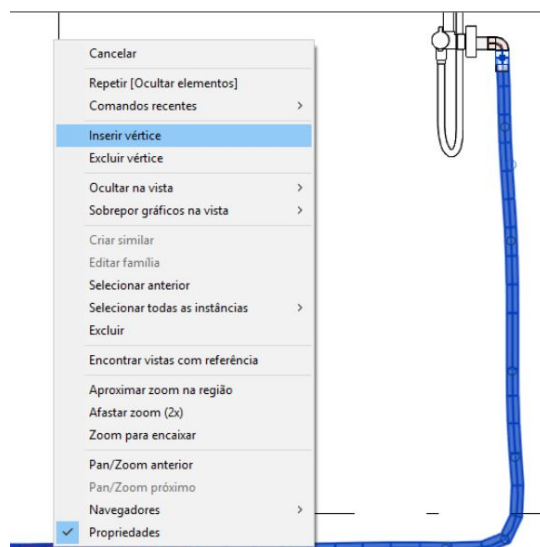 Cancelar
Repetir [Ocultar elementos]
Comandos recentes
Inserir vértice
Excluir vértice
Ocultar na vista
Sobrepor gráficos na vista
Criar similar
Editar família
Selecionar anterior
Selecionar todas as instâncias
Excluir
Encontrar vistas com referência
Aproximar zoom na região
Afastar zoom (2x)
Zoom para encaixar
Pan/Zoom anterior
Pan/Zoom próximo
Navegadores
Propriedades